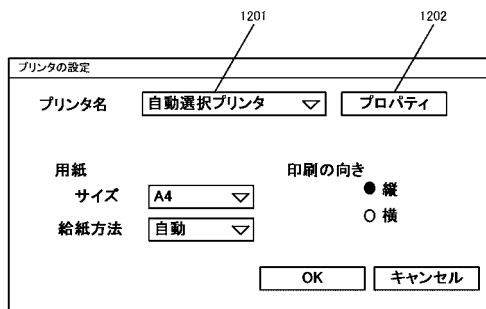 1201 1202
プリンタの設定
プリンタ名 自動選択プリンタ プロパティ
用紙 印刷の向き
サイズ A4 縦
給紙方法 自動 横
OK キャンセル